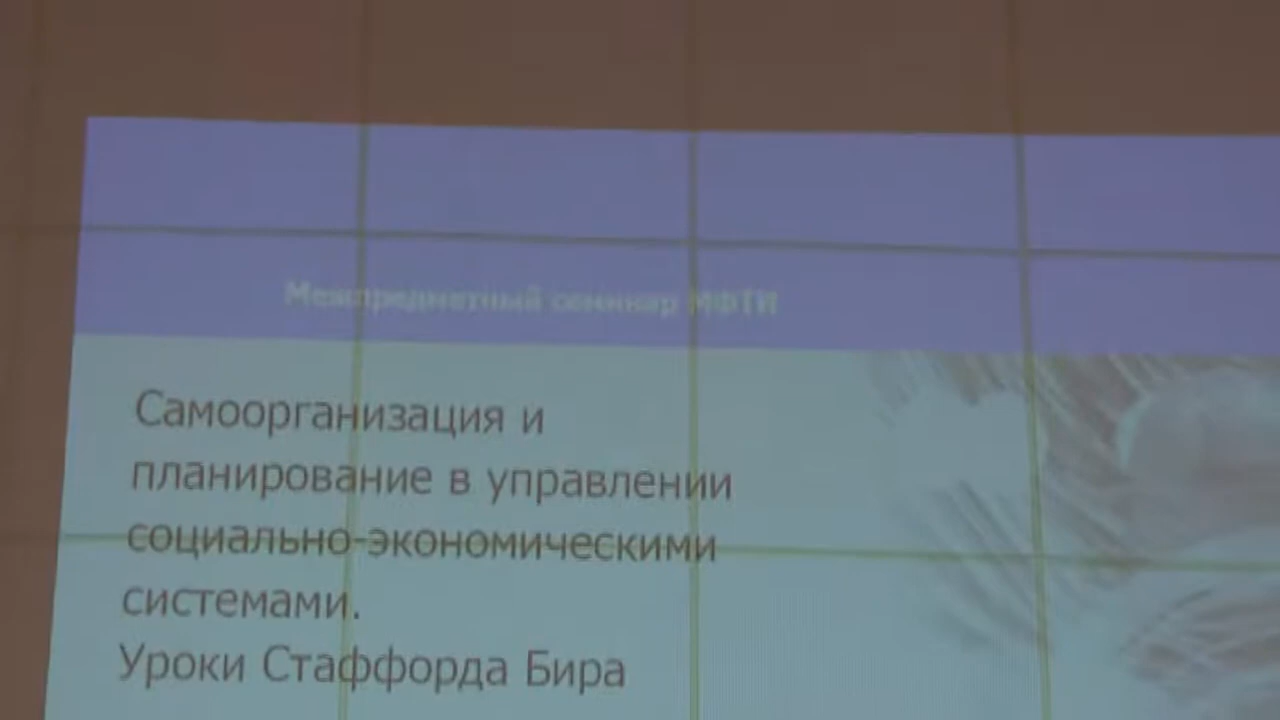 Межпредметный семинар МФТИ
Самоорганизация и
планирование в управлении
социально-экономическими
системами.
Уроки Стаффорда Бира